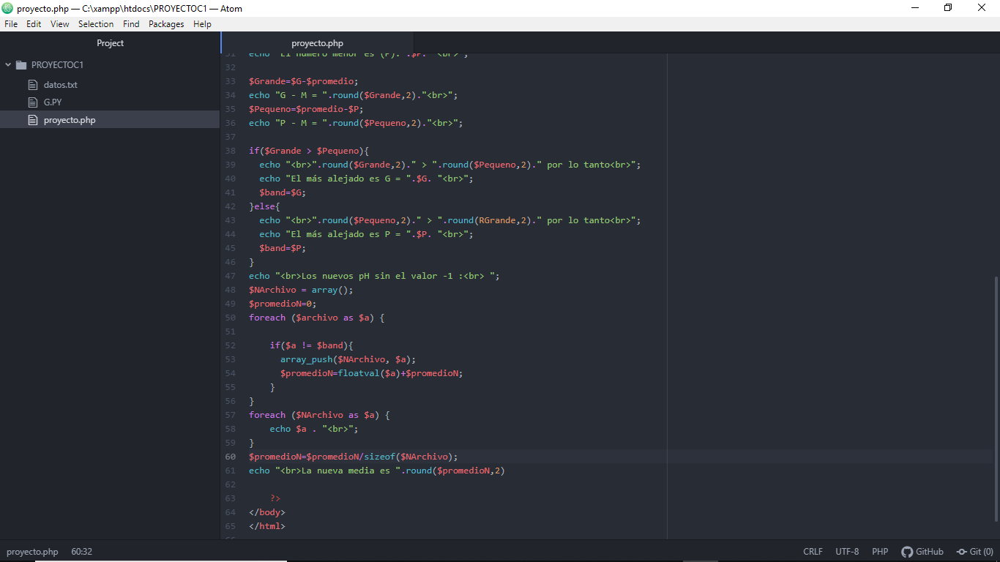 proyecto.php — C:\xampp\htdocs\PROYECTOC1 — Atom
File Edit View Selection Find Packages Help
Project
proyecto.php
PROYECTOC1
datos.txt
G.PY
proyecto.php
31 echo "El numero menor es (P): ".$P. "<br>";
32
33 $Grande=$G-$promedio;
34 echo "G - M = ".round($Grande,2)."<br>";
35 $Pequeno=$promedio-$P;
36 echo "P - M = ".round($Pequeno,2)."<br>";
37
38 if($Grande > $Pequeno){
39 echo "<br>".round($Grande,2)." > ".round($Pequeno,2)." por lo tanto<br>";
40 echo "El más alejado es G = ".$G. "<br>";
41 $band=$G;
42 }else{
43 echo "<br>".round($Pequeno,2)." > ".round(RGrande,2)." por lo tanto<br>";
44 echo "El más alejado es P = ".$P. "<br>";
45 $band=$P;
46 }
47 echo "<br>Los nuevos pH sin el valor -1 :<br> ";
48 $NArchivo = array();
49 $promedioN=0;
50 foreach ($archivo as $a) {
51
52 if($a != $band){
53 array_push($NArchivo, $a);
54 $promedioN=floatval($a)+$promedioN;
55 }
56 }
57 foreach ($NArchivo as $a) {
58 echo $a . "<br>";
59 }
60 $promedioN=$promedioN/sizeof($NArchivo);
61 echo "<br>La nueva media es ".round($promedioN,2)
62
63 ?>
64 </body>
65 </html>
proyecto.php 60:32 CRLF UTF-8 PHP GitHub Git (0)